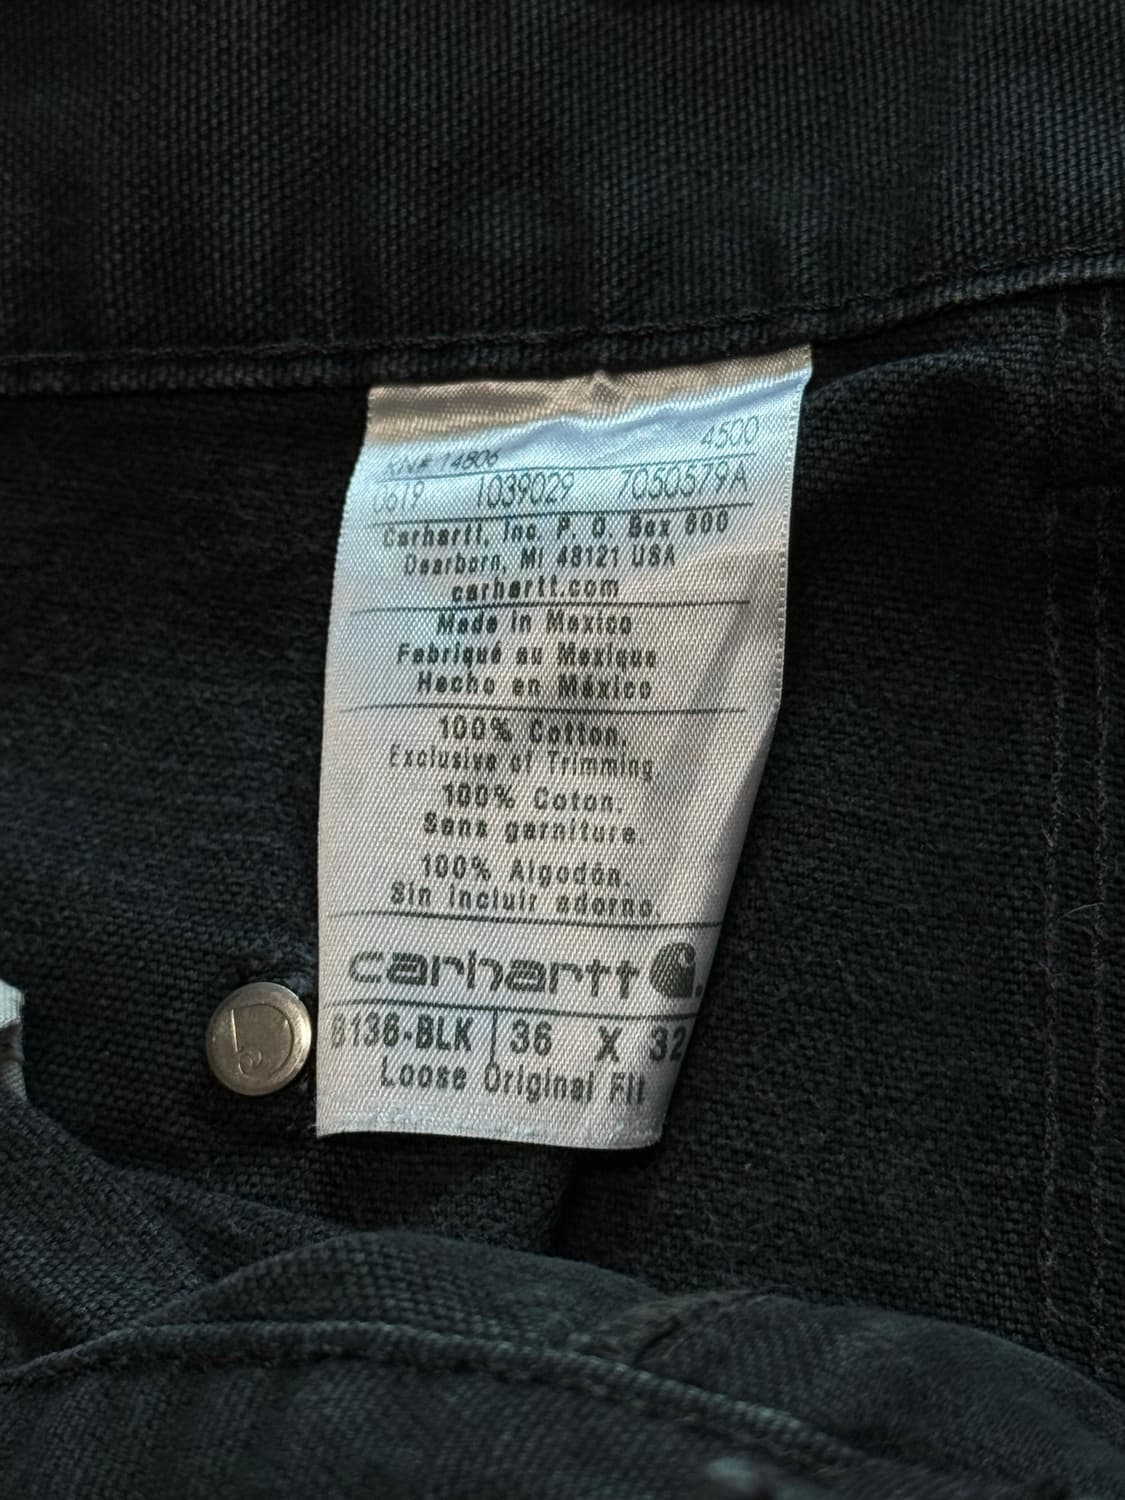 4500
RN# 14806
0619 1039029 7050579A
Carhartt, Inc. P. O. Box 600
Dearborn, MI 48121 USA
carhartt.com
Made in Mexico
Fabriqué au Mexique
Hecho en México
100% Cotton.
Exclusive of Trimming.
100% Coton.
Sans garniture.
100% Algodón.
Sin incluir adorno.
carhartt
B136-BLK 36 X 32
Loose Original Fit